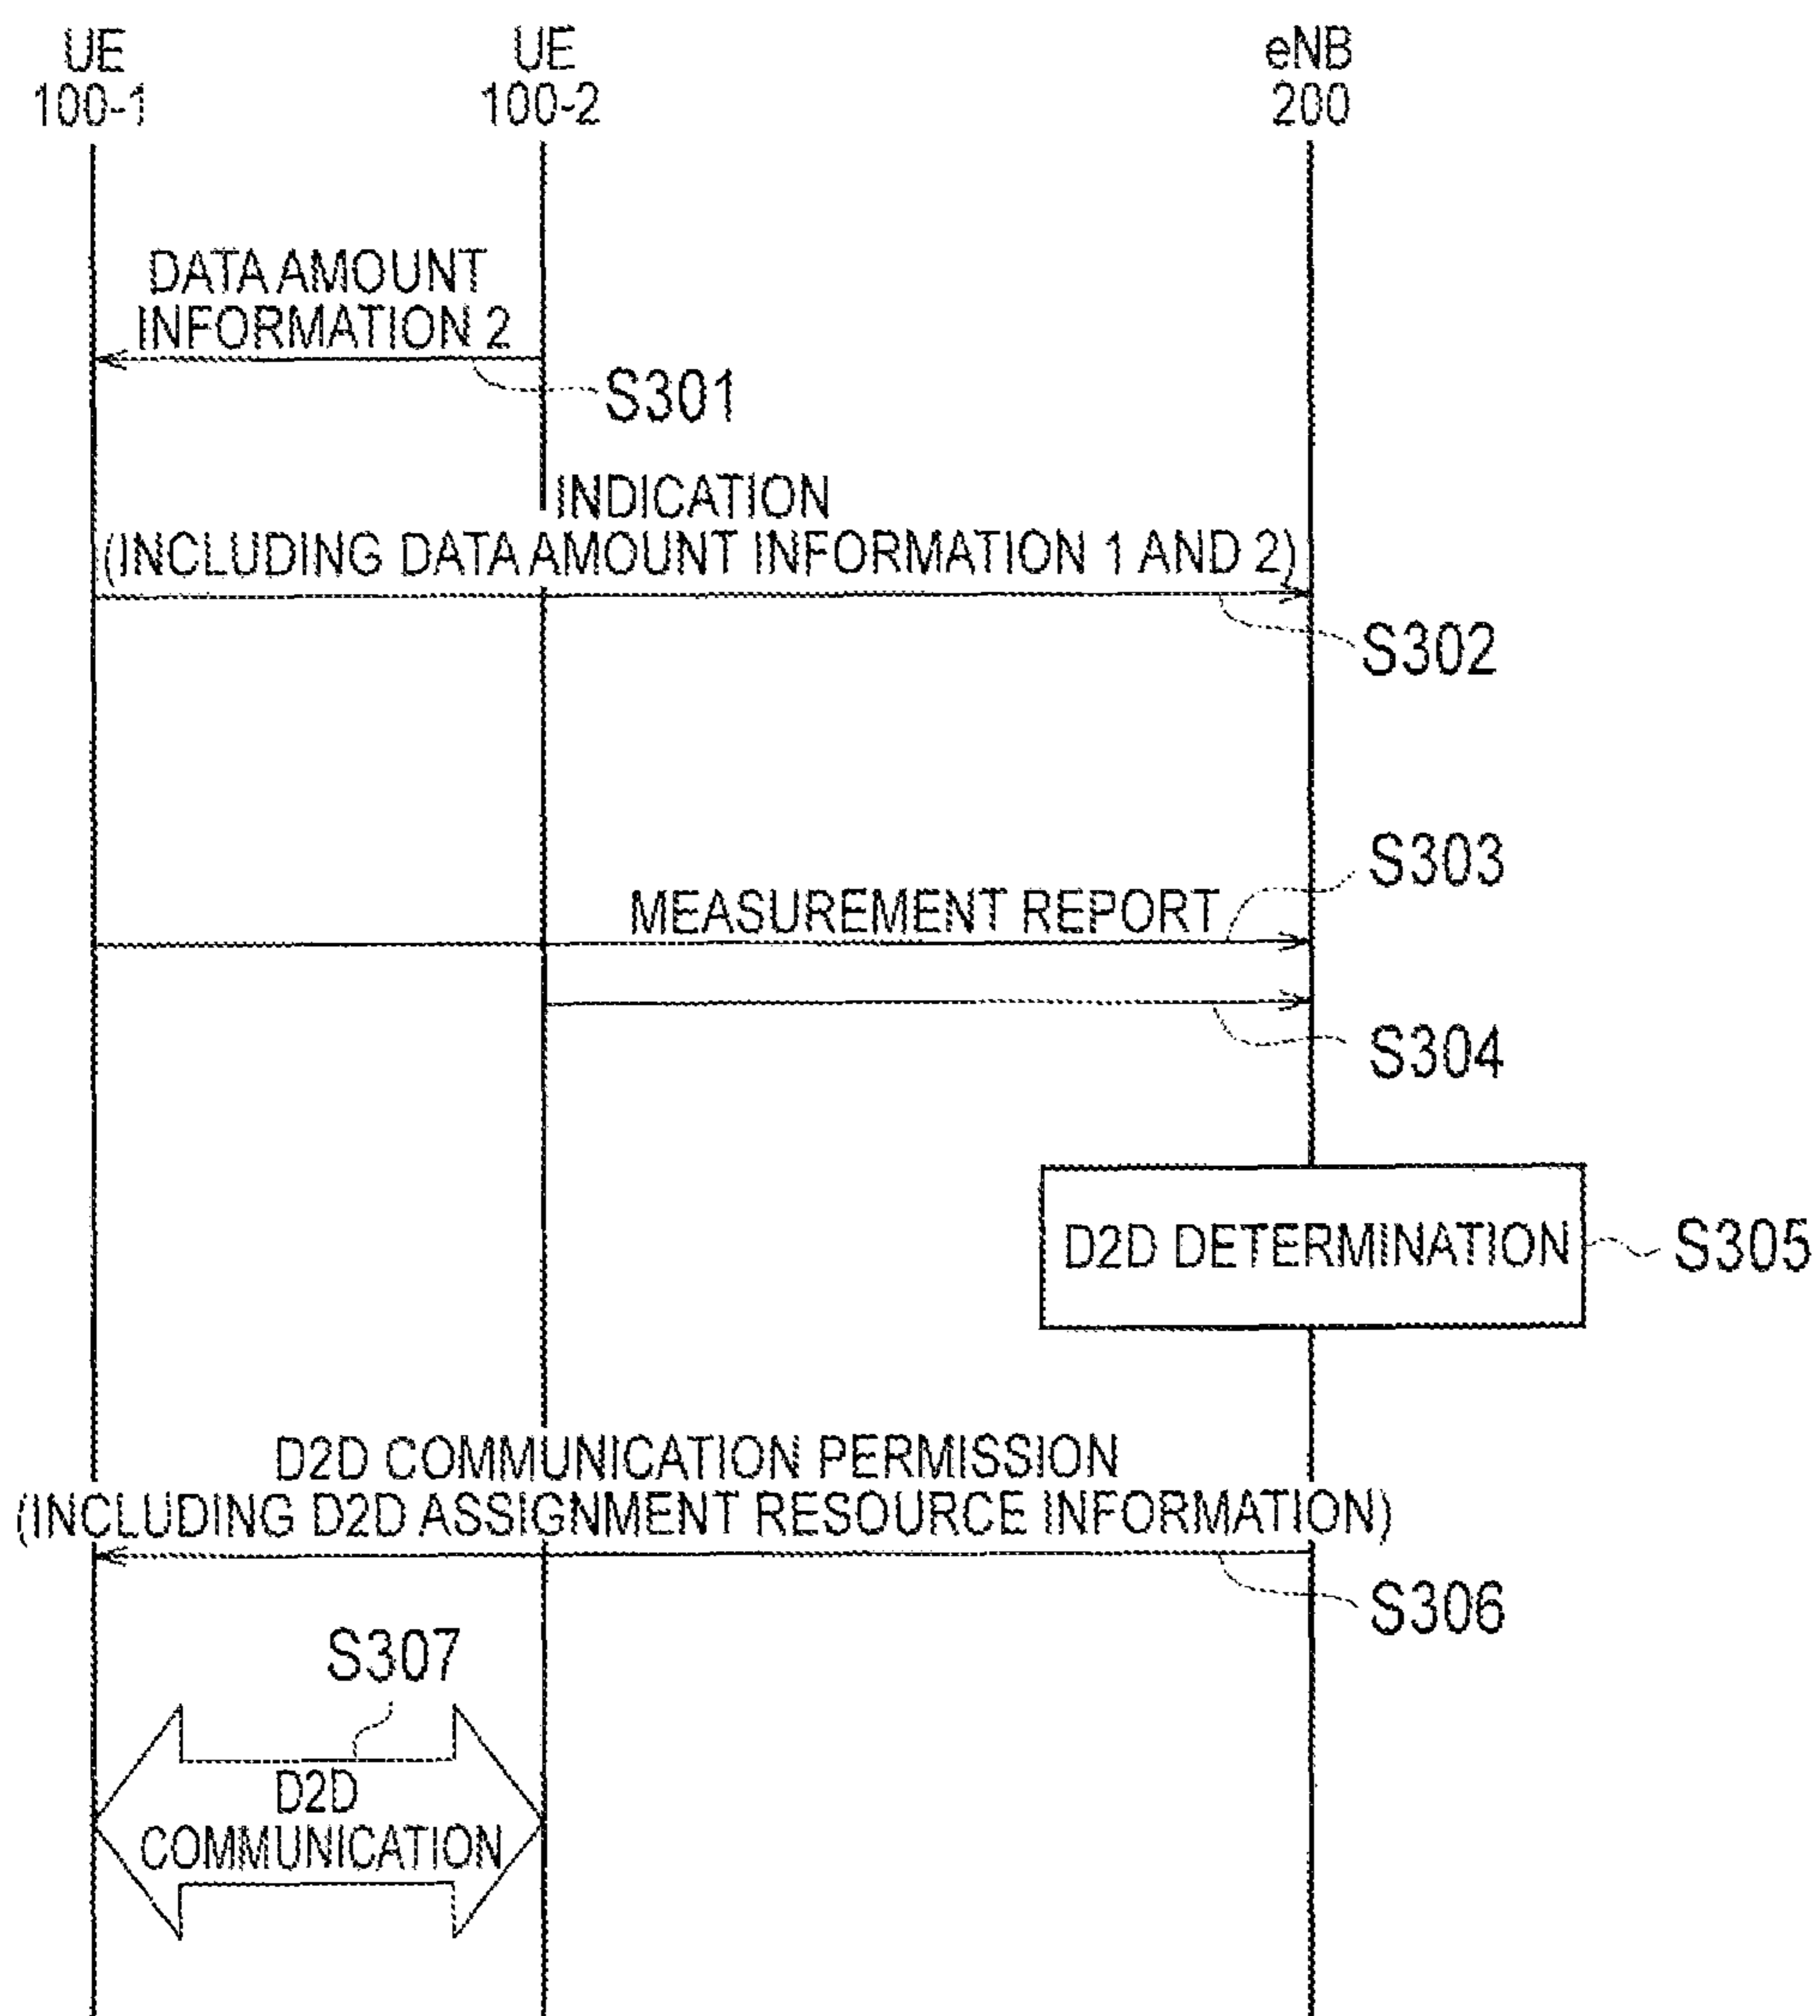 UE
100-1
UE
100-2
eNB
200
DATA AMOUNT
INFORMATION 2
S301
INDICATION
(INCLUDING DATA AMOUNT INFORMATION 1 AND 2)
S302
S303
MEASUREMENT REPORT
S304
D2D DETERMINATION
S305
D2D COMMUNICATION PERMISSION
(INCLUDING D2D ASSIGNMENT RESOURCE INFORMATION)
S306
S307
D2D
COMMUNICATION